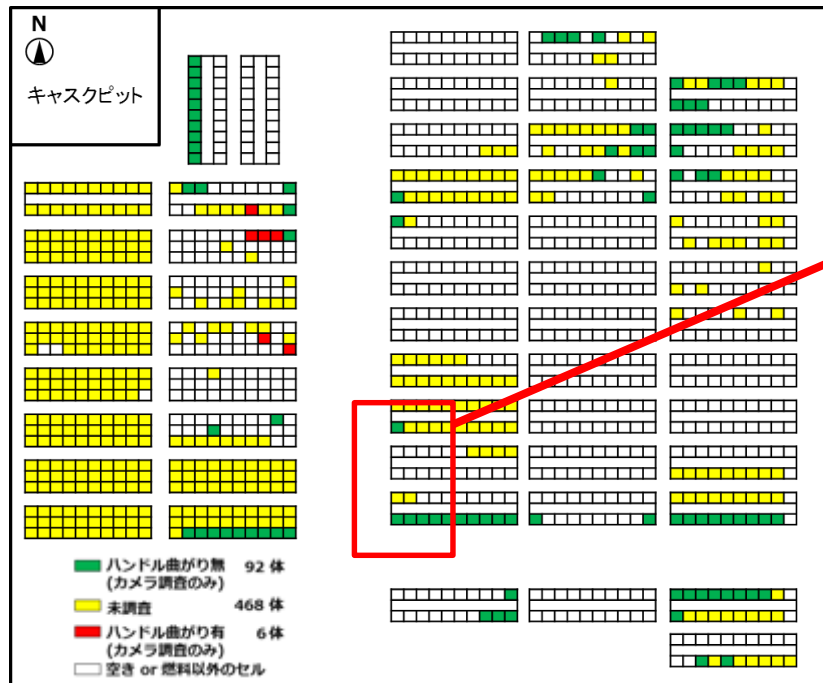 N
キャスクピット
ハンドル曲がり無 92 体
(カメラ調査のみ)
未調査 468 体
ハンドル曲がり有 6 体
(カメラ調査のみ)
空き or 燃料以外のセル